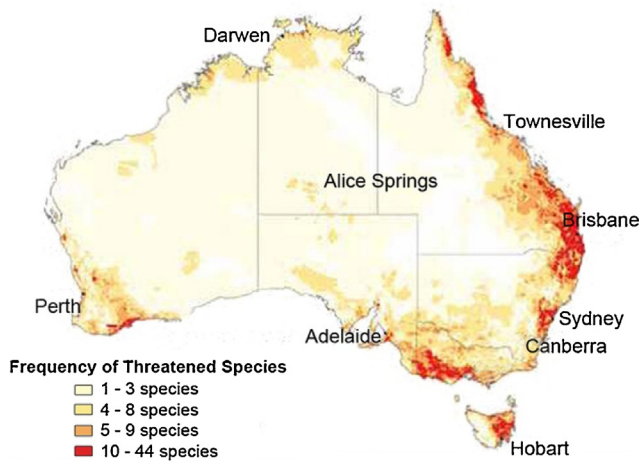 Darwen
Townesville
Alice Springs
Brisbane
Perth
Sydney
Adelaide
Canberra
Frequency of Threatened Species
1 - 3 species
4 - 8 species
5 - 9 species
10 - 44 species
Hobart